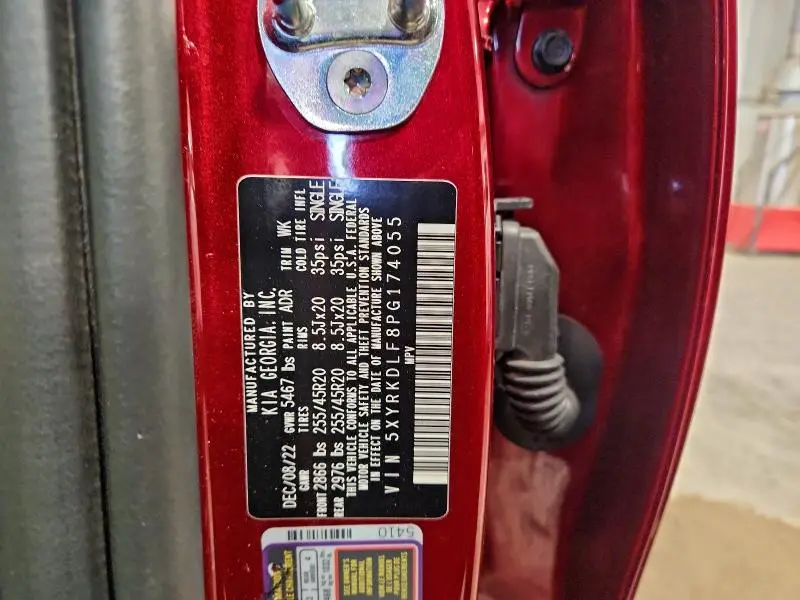 MANUFACTURED BY
KIA GEORGIA, INC.
DEC/08/22 GVWR 5467 lbs PAINT ADR TRIM WK
GAWR TIRES RIMS COLD TIRE INFL
FRONT 2866 lbs 255/45R20 8.5Jx20 35psi SINGLE
REAR 2976 lbs 255/45R20 8.5Jx20 35psi SINGLE
THIS VEHICLE CONFORMS TO ALL APPLICABLE U.S.A. FEDERAL
MOTOR VEHICLE SAFETY AND THEFT PREVENTION STANDARDS
IN EFFECT ON THE DATE OF MANUFACTURE SHOWN ABOVE
VIN 5XYRKDLF8PG174055
MPV
5410